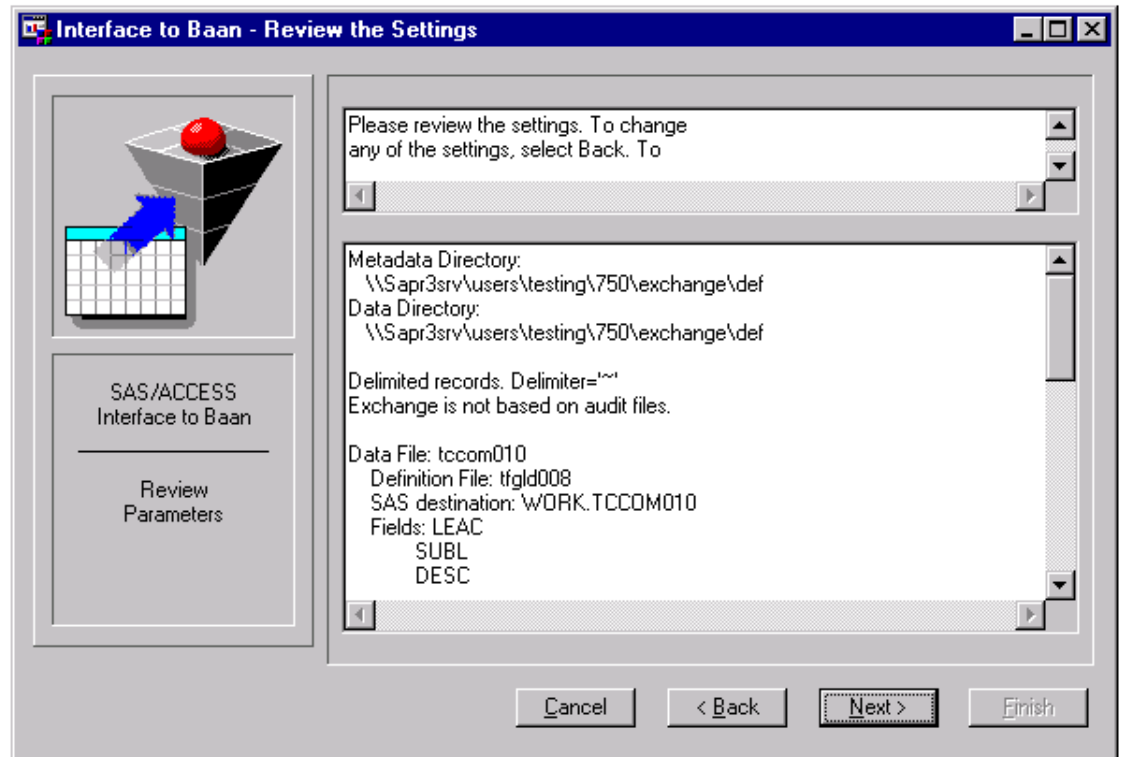 Interface to Baan - Review the Settings
Please review the settings. To change
any of the settings, select Back. To
Metadata Directory:
\\Sapr3srv\users\testing\750\exchange\def
Data Directory:
\\Sapr3srv\users\testing\750\exchange\def
Delimited records. Delimiter='~'
Exchange is not based on audit files.
Data File: tccom010
Definition File: tfgld008
SAS destination: WORK.TCCOM010
Fields: LEAC
SUBL
DESC
SAS/ACCESS
Interface to Baan
Review
Parameters
Cancel
< Back
Next >
Finish